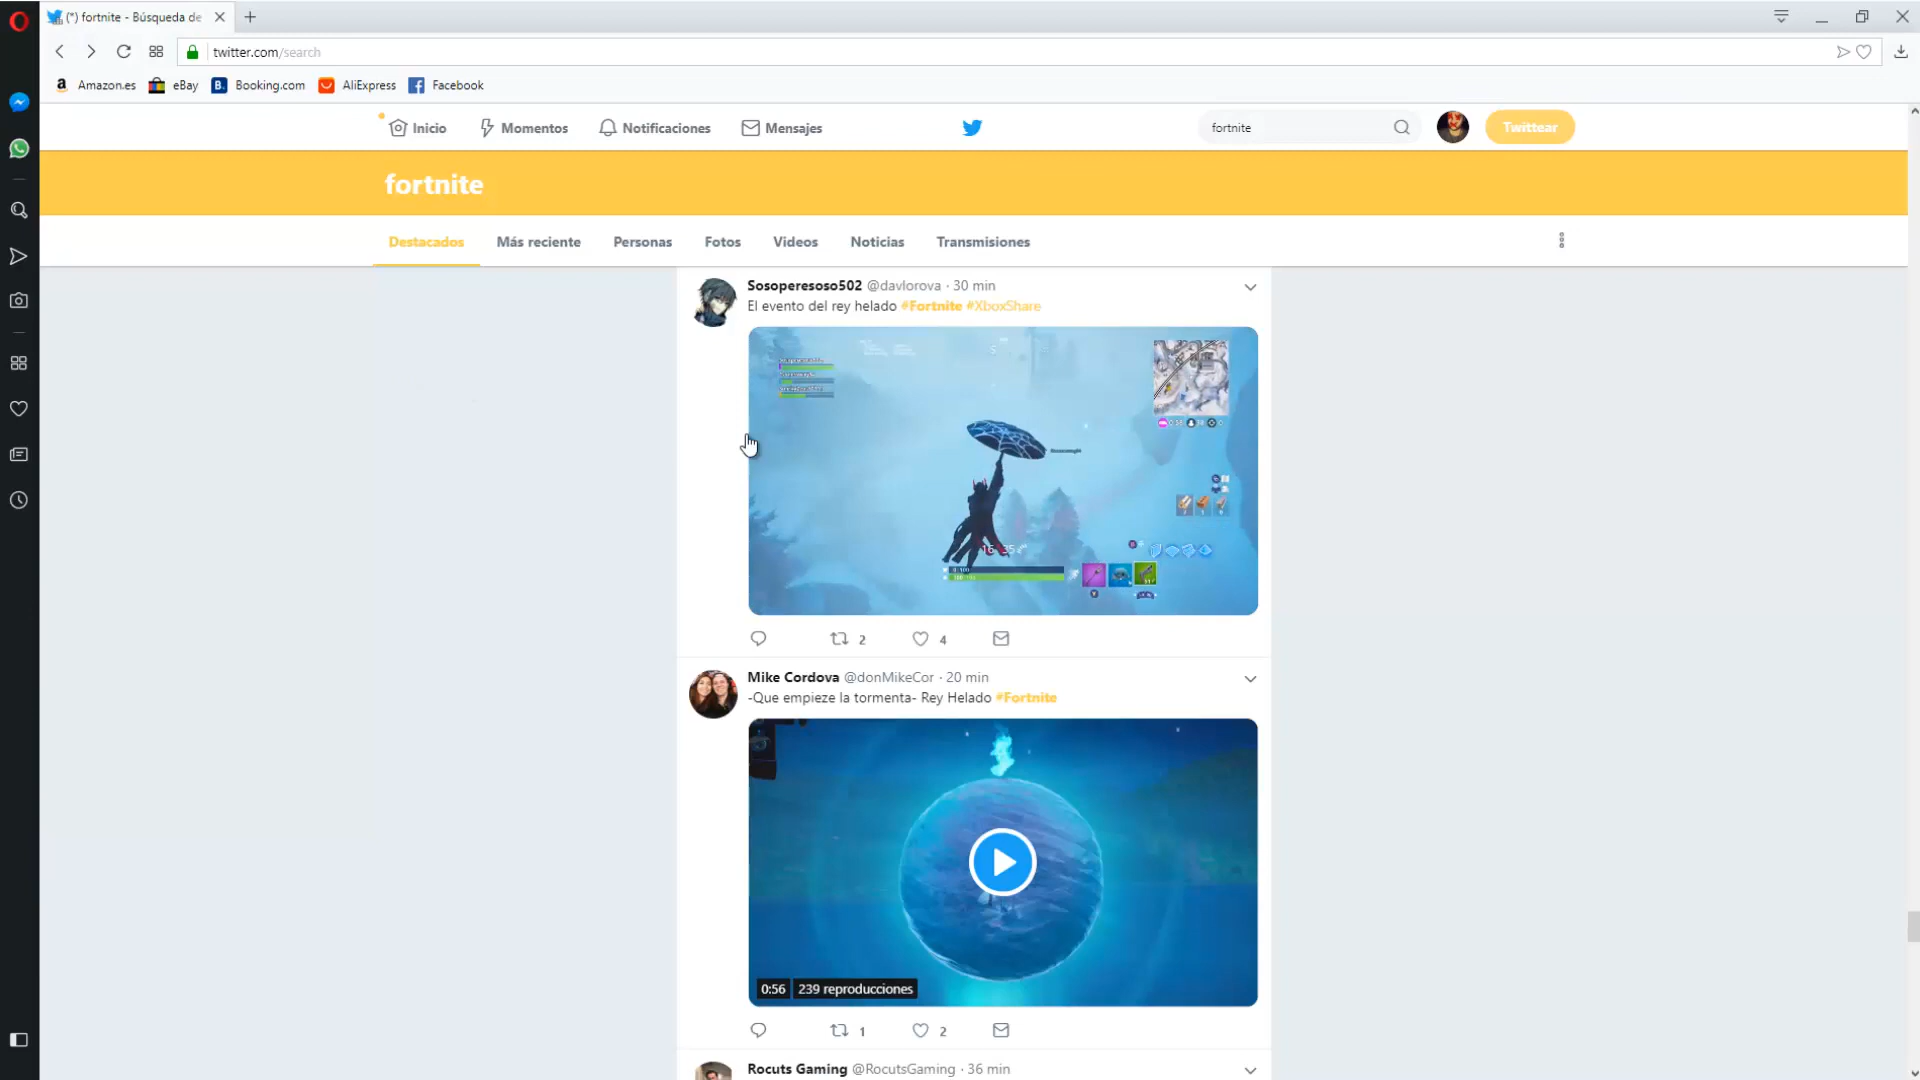 (*) fortnite - Búsqueda de
twitter.com/search
Amazon.es eBay Booking.com AliExpress Facebook
Inicio Momentos Notificaciones Mensajes fortnite Twittear
fortnite
Destacados Más reciente Personas Fotos Videos Noticias Transmisiones
Sosoperesoso502 @davlorova · 30 min
El evento del rey helado #Fortnite #XboxShare
2 4
Mike Cordova @donMikeCor · 20 min
-Que empieze la tormenta- Rey Helado #Fortnite
0:56 239 reproducciones
1 2
Rocuts Gaming @RocutsGaming · 36 min